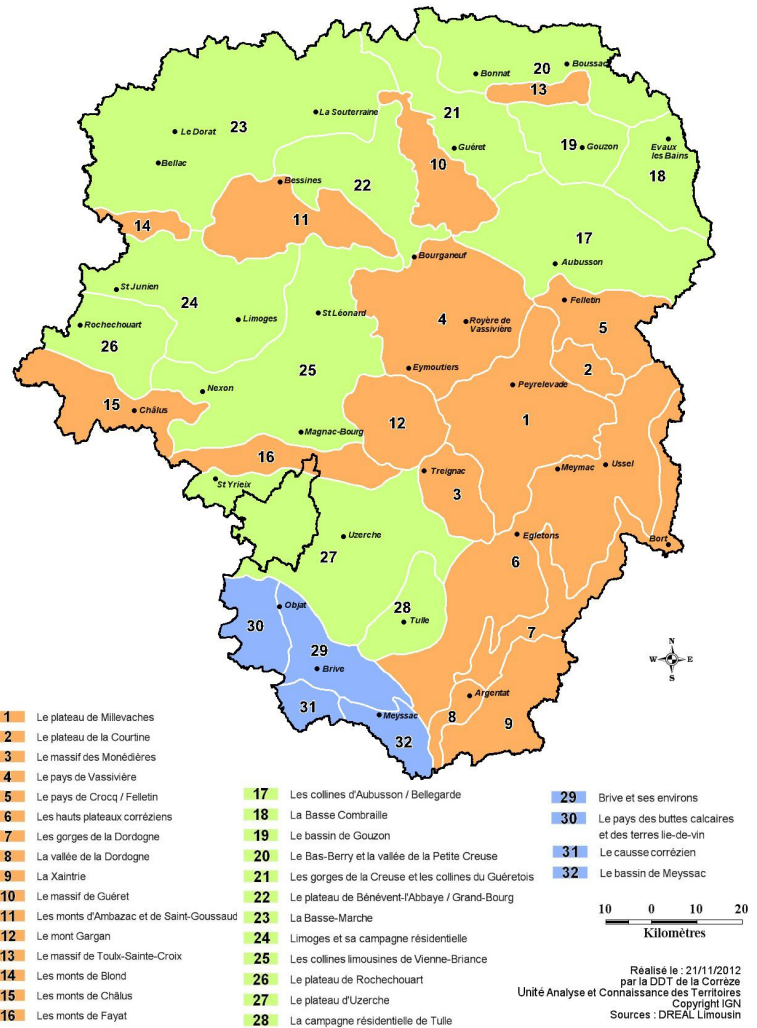 20
Boussac
Bonnat
13
La Souterraine
21
23
Le Dorat
Guéret
19
Gouzon
Evaux
les Bains
Bellac
10
18
Bessines
22
11
14
17
Bourganeuf
Aubusson
St Junien
24
Felletin
Limoges
St Léonard
4
Royère de
Vassivière
Rochechouart
5
26
25
Eymoutiers
2
Nexon
Peyrelevade
15
Châlus
12
1
Magnac-Bourg
16
Treignac
Meymac
Ussel
St Yrieix
3
Uzerche
Egletons
Bort
27
6
Objat
28
30
Tulle
7
29
Brive
N
W
E
S
Argentat
31
Meyssac
8
9
32
1 Le plateau de Millevaches
2 Le plateau de la Courtine
3 Le massif des Monédières
4 Le pays de Vassivière
5 Le pays de Crocq / Felletin
6 Les hauts plateaux corréziens
7 Les gorges de la Dordogne
8 La vallée de la Dordogne
9 La Xaintrie
10 Le massif de Guéret
11 Les monts d'Ambazac et de Saint-Goussaud
12 Le mont Gargan
13 Le massif de Toulx-Sainte-Croix
14 Les monts de Blond
15 Les monts de Châlus
16 Les monts de Fayat
17 Les collines d'Aubusson / Bellegarde
18 La Basse Combraille
19 Le bassin de Gouzon
20 Le Bas-Berry et la vallée de la Petite Creuse
21 Les gorges de la Creuse et les collines du Guéretois
22 Le plateau de Bénévent-l'Abbaye / Grand-Bourg
23 La Basse-Marche
24 Limoges et sa campagne résidentielle
25 Les collines limousines de Vienne-Briance
26 Le plateau de Rochechouart
27 Le plateau d'Uzerche
28 La campagne résidentielle de Tulle
29 Brive et ses environs
30 Le pays des buttes calcaires
et des terres lie-de-vin
31 Le causse corrézien
32 Le bassin de Meyssac
10 0 10 20
Kilomètres
Réalisé le : 21/11/2012
par la DDT de la Corrèze
Unité Analyse et Connaissance des Territoires
Copyright IGN
Sources : DREAL Limousin